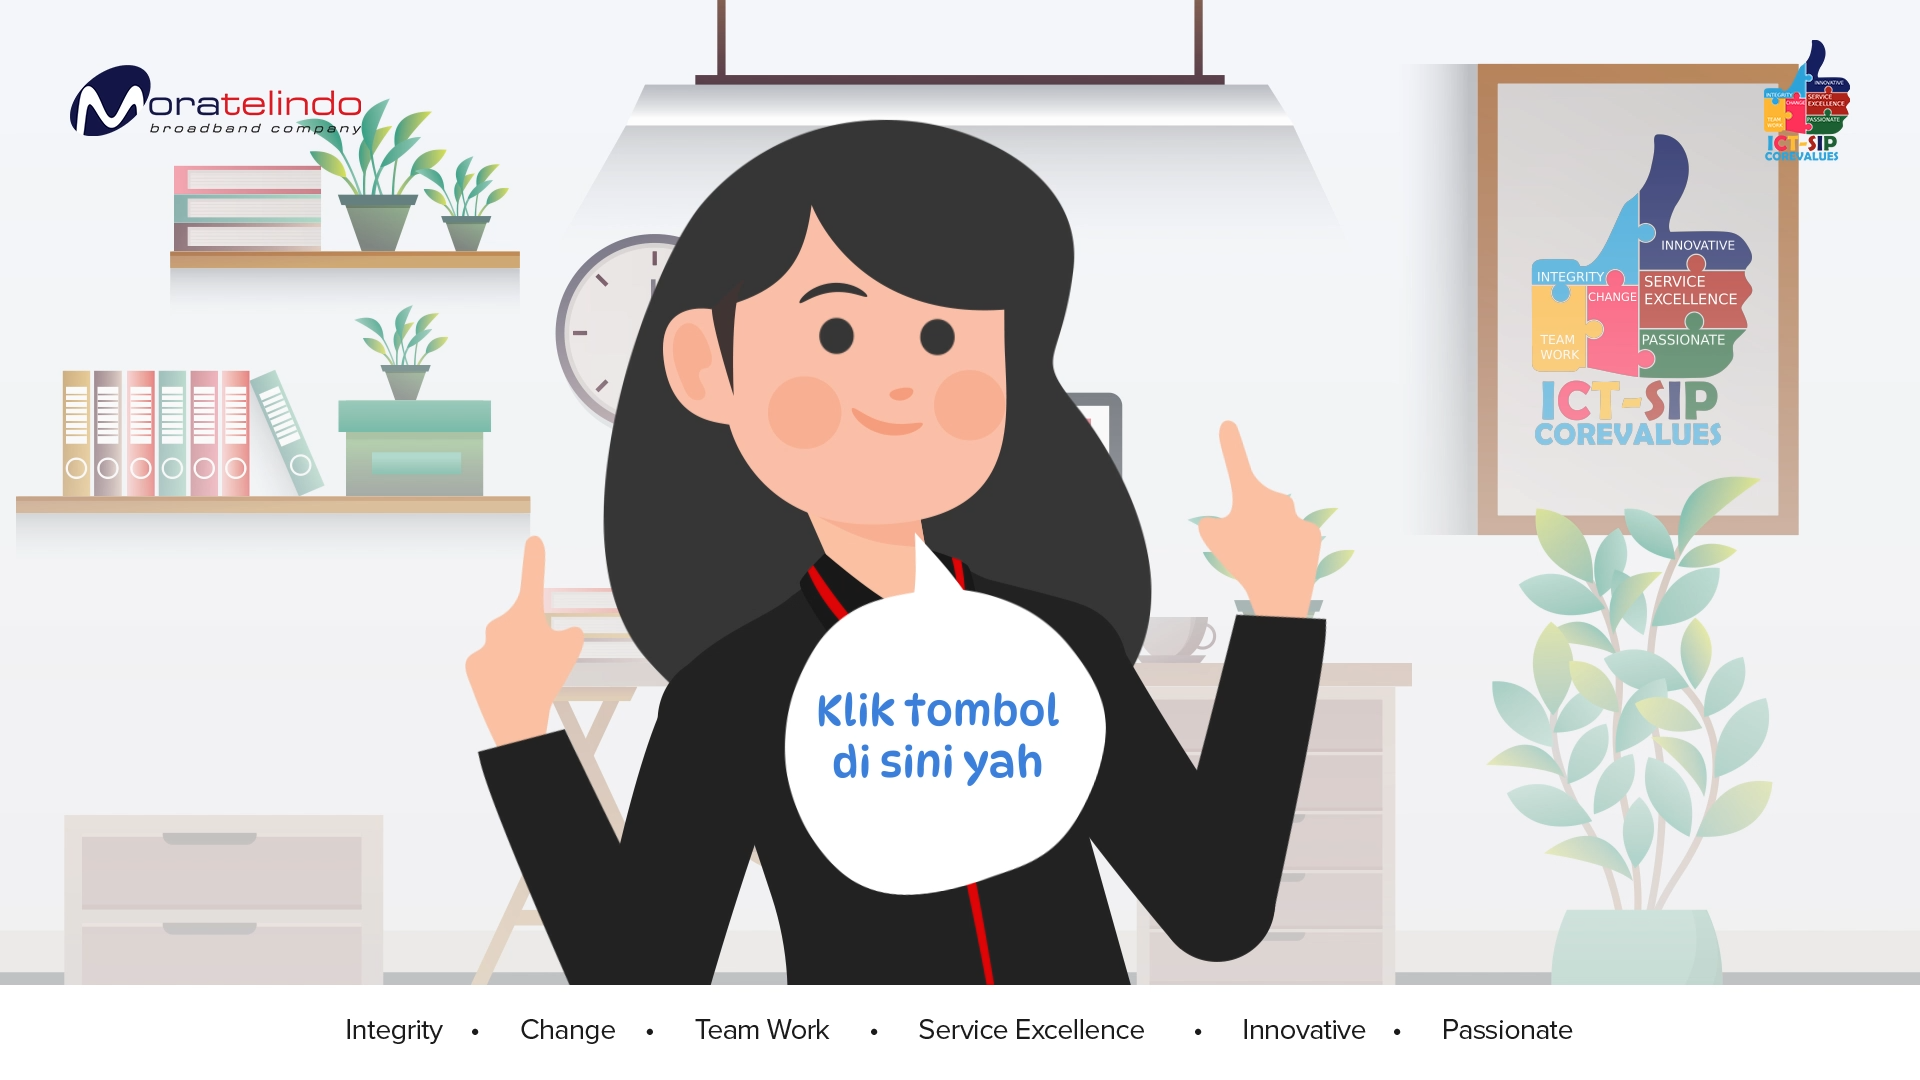 Moratelindo
broadband company
INNOVATIVE
INTEGRITY
SERVICE
EXCELLENCE
CHANGE
TEAM
WORK
PASSIONATE
ICT-SIP
COREVALUES
INNOVATIVE
INTEGRITY
SERVICE
EXCELLENCE
CHANGE
TEAM
WORK
PASSIONATE
ICT-SIP
COREVALUES
Klik tombol
di sini yah
Integrity • Change • Team Work • Service Excellence • Innovative • Passionate